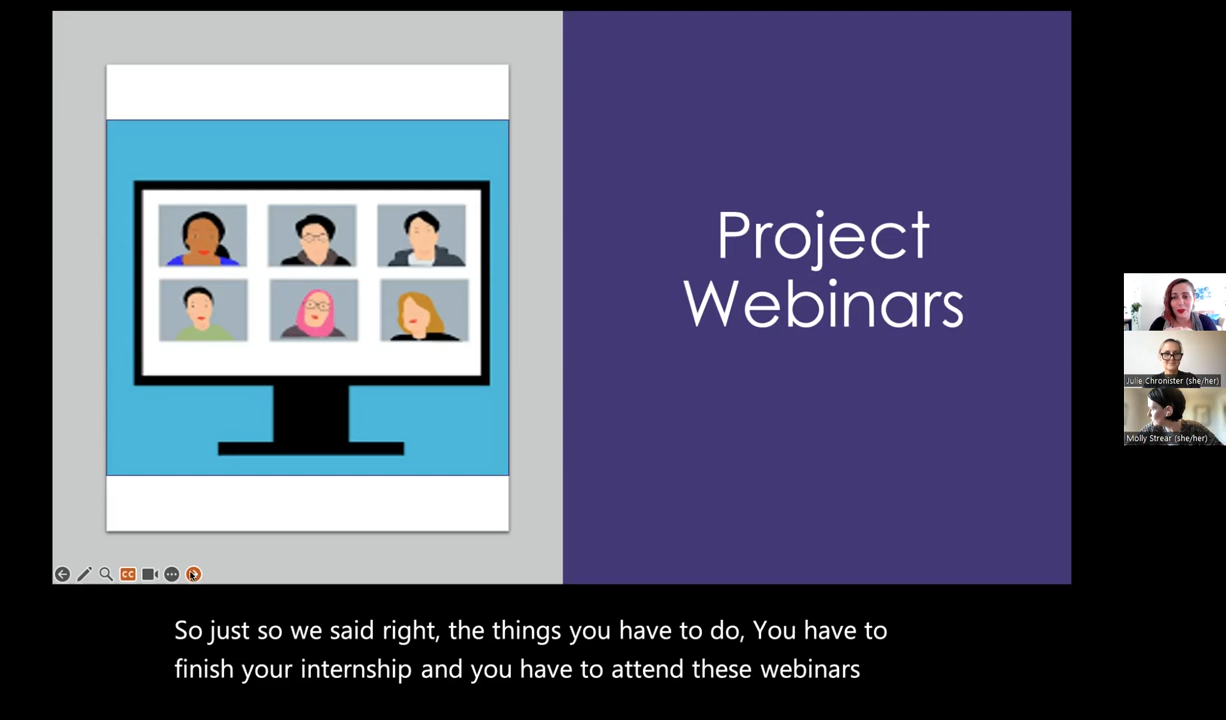 Project
Webinars
Julie Chronister (she/her)
Molly Strear (she/her)
CC
So just so we said right, the things you have to do, You have to
finish your internship and you have to attend these webinars